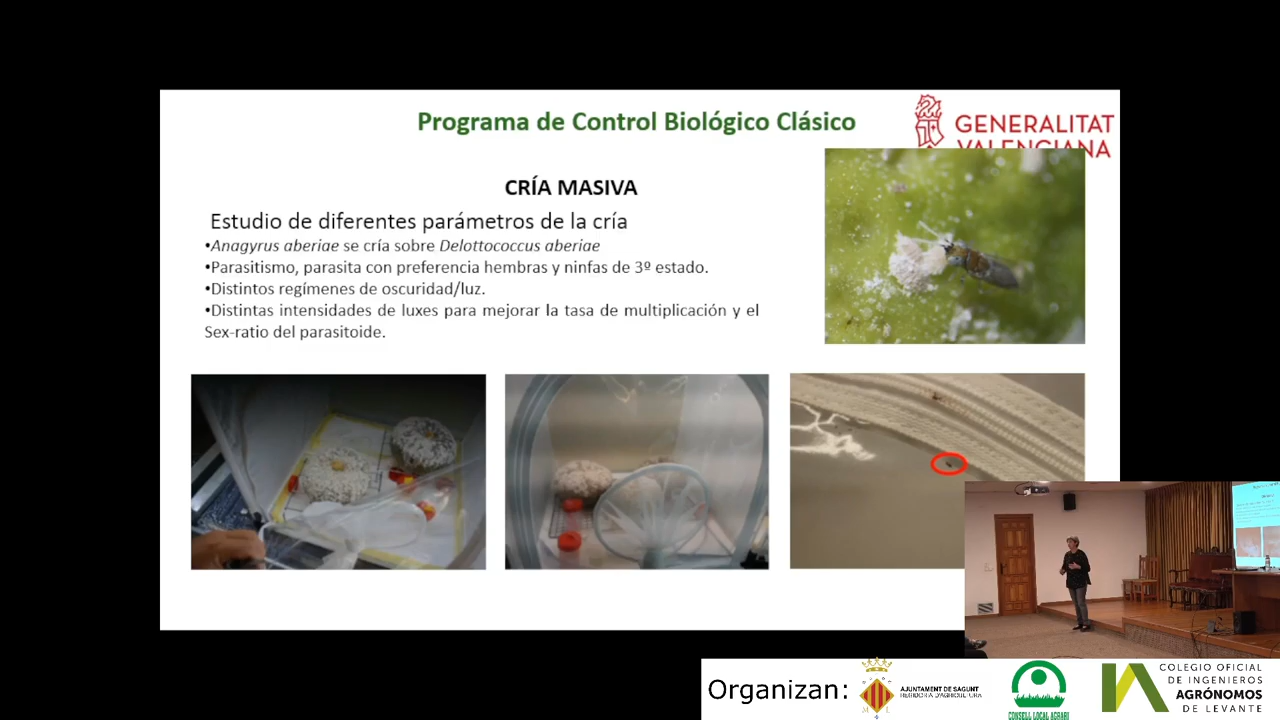 Programa de Control Biológico Clásico
GENERALITAT
VALENCIANA
CRÍA MASIVA
Estudio de diferentes parámetros de la cría
•Anagyrus aberiae se cría sobre Delottococcus aberiae
•Parasitismo, parasita con preferencia hembras y ninfas de 3º estado.
•Distintos regímenes de oscuridad/luz.
•Distintas intensidades de luxes para mejorar la tasa de multiplicación y el
Sex-ratio del parasitoide.
Organizan:
AJUNTAMENT DE SAGUNT
REGIDORIA D'AGRICULTURA
CONSELL LOCAL AGRARI
COLEGIO OFICIAL
DE INGENIEROS
AGRÓNOMOS
DE LEVANTE